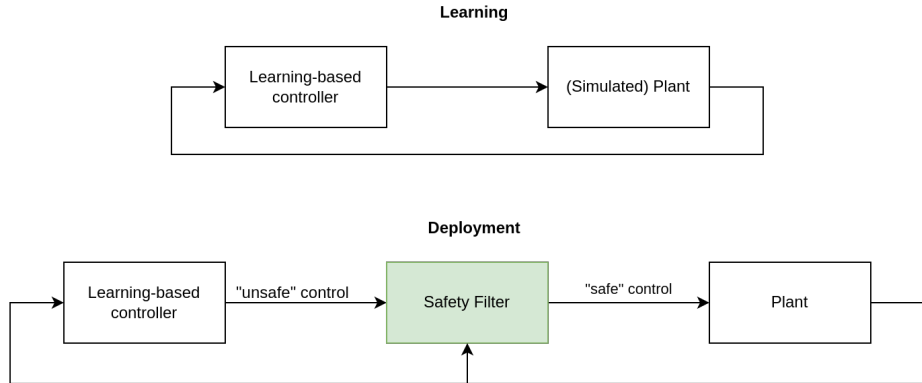 Learning
Learning-based
controller
(Simulated) Plant
Deployment
Learning-based
controller
"unsafe" control
Safety Filter
"safe" control
Plant